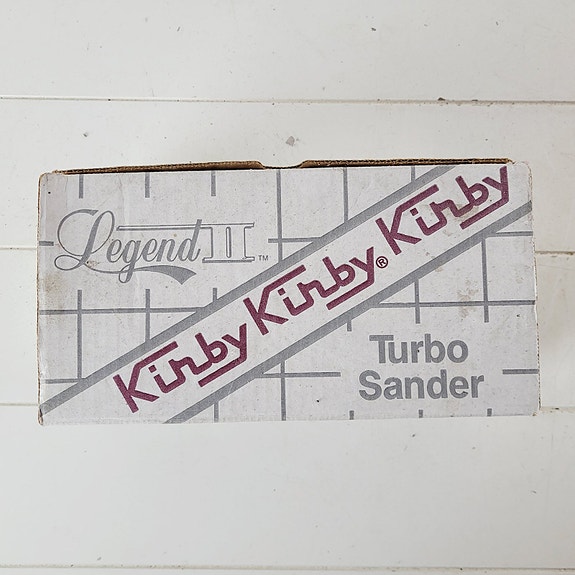 Legend II™
Kirby Kirby® Kirby
Turbo
Sander